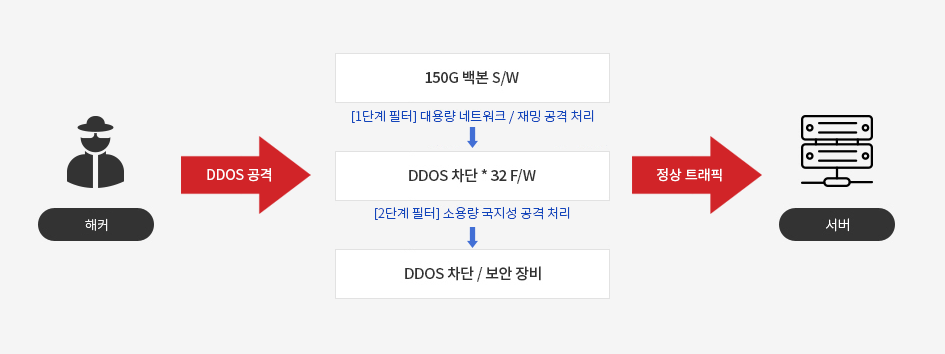 150G 백본 S/W
[1단계 필터] 대용량 네트워크 / 재밍 공격 처리
DDOS 공격
DDOS 차단 * 32 F/W
정상 트래픽
해커
[2단계 필터] 소용량 국지성 공격 처리
서버
DDOS 차단 / 보안 장비